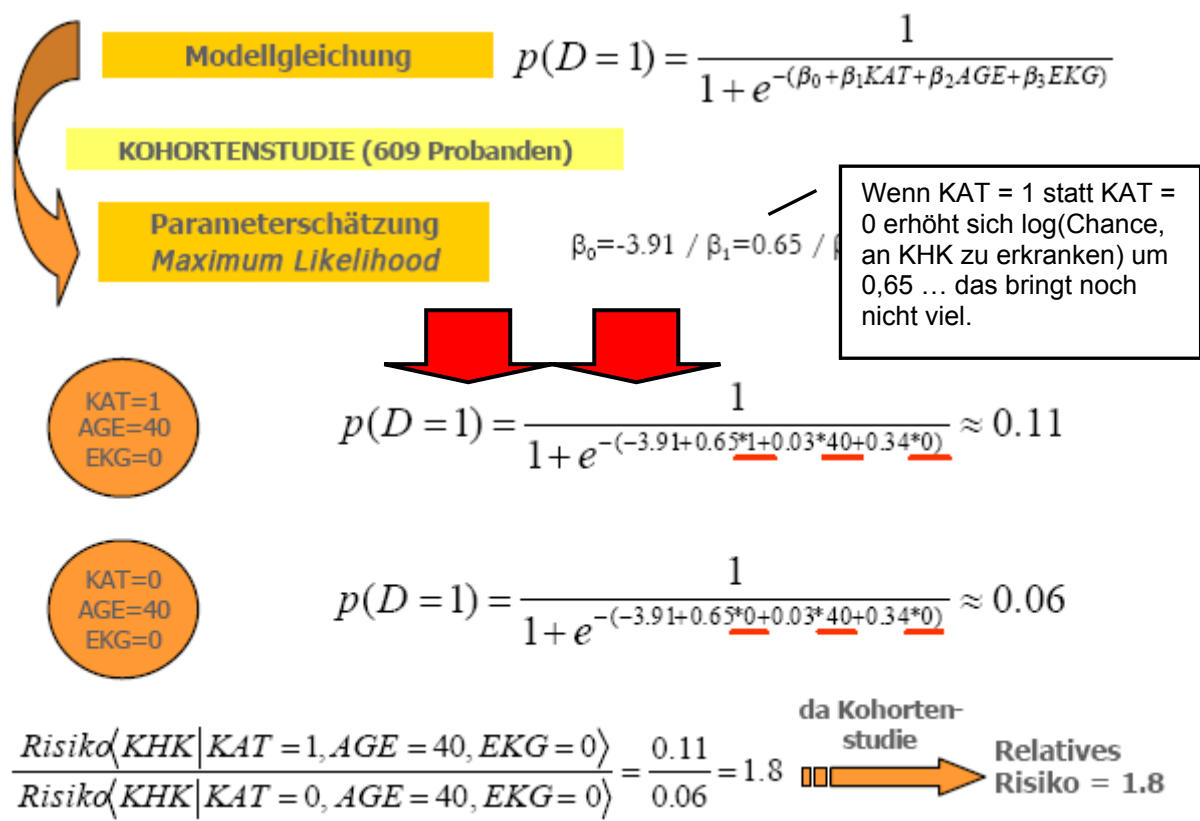 Modellgleichung
p(D = 1) = 1 / (1 + e^{-(β₀+β₁KAT+β₂AGE+β₃EKG)})
KOHORTENSTUDIE (609 Probanden)
Parameterschätzung
Maximum Likelihood
β₀=-3.91 / β₁=0.65 /
Wenn KAT = 1 statt KAT =
0 erhöht sich log(Chance,
an KHK zu erkranken) um
0,65 … das bringt noch
nicht viel.
KAT=1
AGE=40
EKG=0
p(D = 1) = 1 / (1 + e^{-(-3.91+0.65*1+0.03*40+0.34*0)}) ≈ 0.11
KAT=0
AGE=40
EKG=0
p(D = 1) = 1 / (1 + e^{-(-3.91+0.65*0+0.03*40+0.34*0)}) ≈ 0.06
Risiko⟨KHK|KAT = 1, AGE = 40, EKG = 0⟩ / Risiko⟨KHK|KAT = 0, AGE = 40, EKG = 0⟩ = 0.11 / 0.06 = 1.8
da Kohorten-
studie
Relatives
Risiko = 1.8